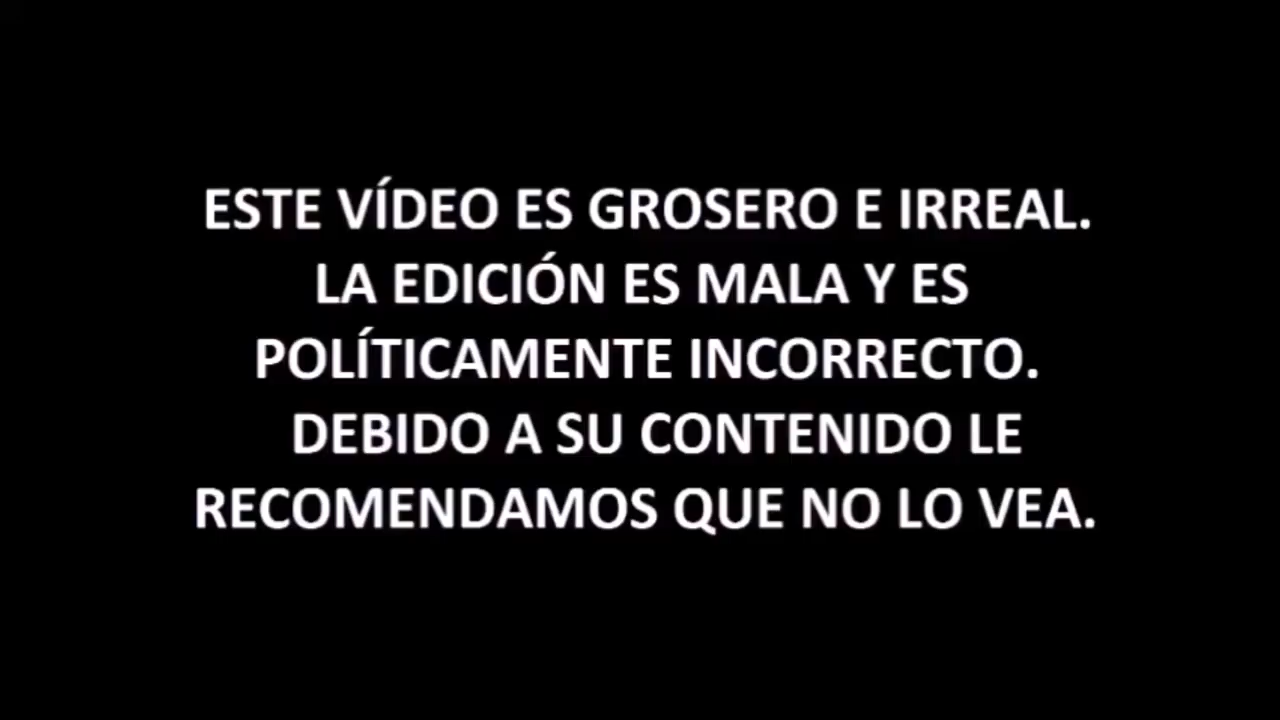 ESTE VÍDEO ES GROSERO E IRREAL.
LA EDICIÓN ES MALA Y ES
POLÍTICAMENTE INCORRECTO.
DEBIDO A SU CONTENIDO LE
RECOMENDAMOS QUE NO LO VEA.